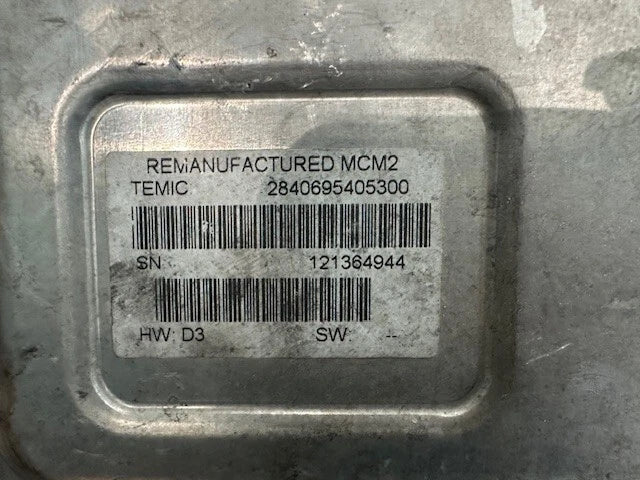 REMANUFACTURED MCM2
TEMIC 2840695405300
SN 121364944
HW: D3 SW: --